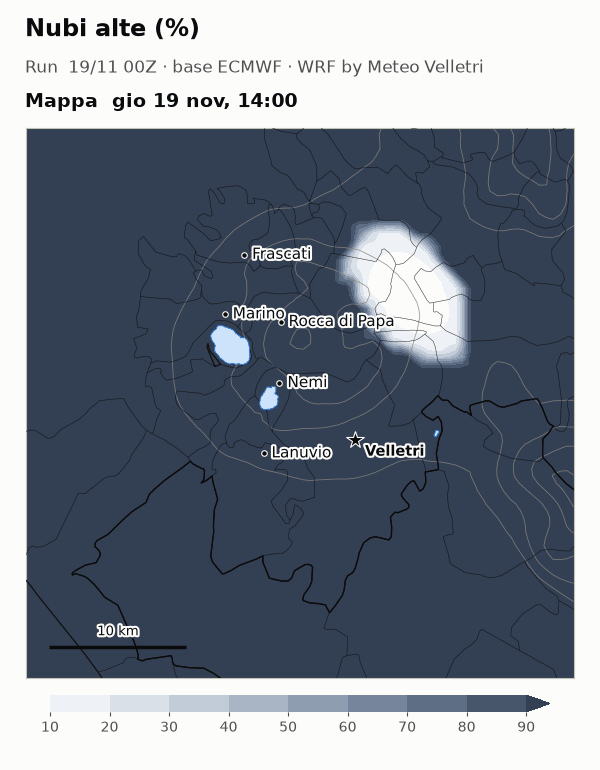 Nubi alte (%)
Run  19/11 00Z · base ECMWF · WRF by Meteo Velletri
Mappa  gio 19 nov, 14:00
Frascati
Marino
Rocca di Papa
Nemi
Velletri
Lanuvio
10 km
10 20 30 40 50 60 70 80 90